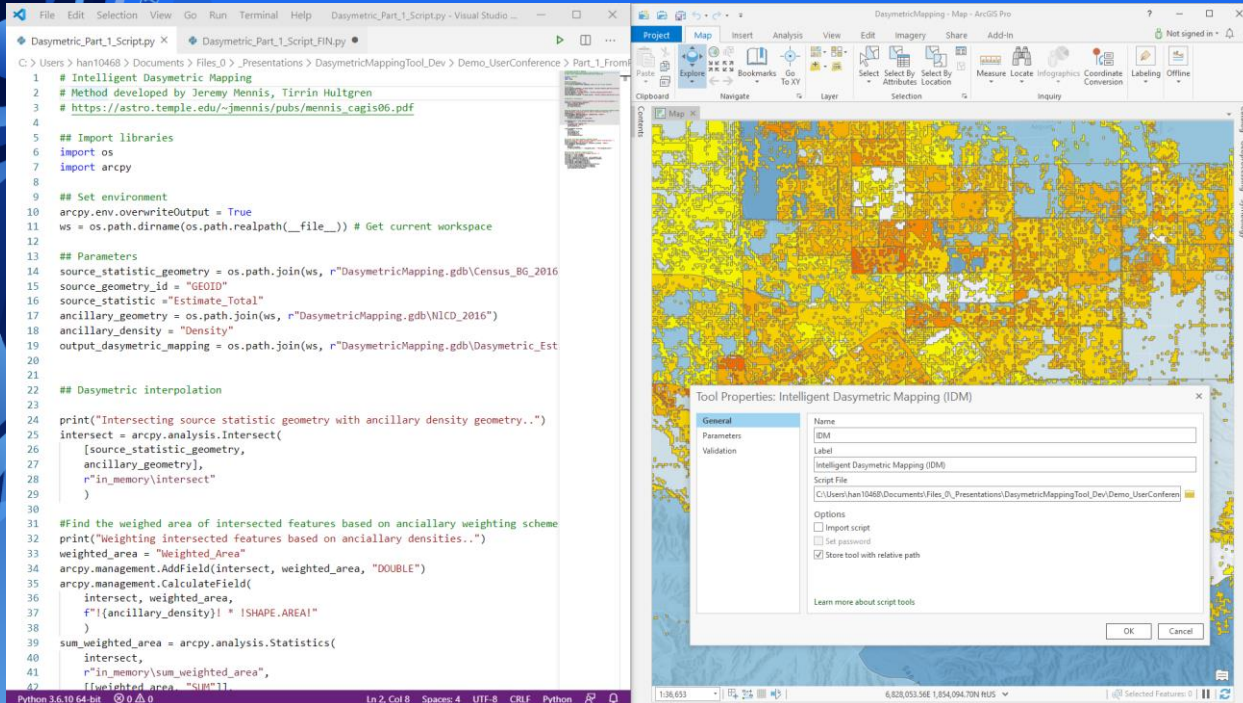 File Edit Selection View Go Run Terminal Help Dasymetric_Part_1_Script.py - Visual Studio ...
Dasymetric_Part_1_Script.py Dasymetric_Part_1_Script_FIN.py
C: > Users > han10468 > Documents > Files_0 > _Presentations > DasymetricMappingTool_Dev > Demo_UserConference >
1 # Intelligent Dasymetric Mapping
2 # Method developed by Jeremy Mennis, Tirrin Hultgren
3 # https://astro.temple.edu/~jmennis/pubs/mennis_cagis06.pdf
4
5 ## Import libraries
6 import os
7 import arcpy
8
9 ## Set environment
10 arcpy.env.overwriteOutput = True
11 ws = os.path.dirname(os.path.realpath(__file__)) # Get current workspace
12
13 ## Parameters
14 source_statistic_geometry = os.path.join(ws, r"DasymetricMapping.gdb\Census_BG_2016
15 source_geometry_id = "GEOID"
16 source_statistic ="Estimate_Total"
17 ancillary_geometry = os.path.join(ws, r"DasymetricMapping.gdb\NlCD_2016")
18 ancillary_density = "Density"
19 output_dasymetric_mapping = os.path.join(ws, r"DasymetricMapping.gdb\Dasymetric_Est
20
21
22 ## Dasymetric interpolation
23
24 print("Intersecting source statistic geometry with ancillary density geometry..")
25 intersect = arcpy.analysis.Intersect(
26 [source_statistic_geometry,
27 ancillary_geometry],
28 r"in_memory\intersect"
29 )
30
31 #Find the weighed area of intersected features based on anciallary weighting scheme
32 print("Weighting intersected features based on anciallary densities..")
33 weighted_area = "Weighted_Area"
34 arcpy.management.AddField(intersect, weighted_area, "DOUBLE")
35 arcpy.management.CalculateField(
36 intersect, weighted_area,
37 f"!{ancillary_density}! * !SHAPE.AREA!"
38 )
39 sum_weighted_area = arcpy.analysis.Statistics(
40 intersect,
41 r"in_memory\sum_weighted_area",
42 [[weighted_area, "SUM"]],
Python 3.6.10 64-bit 0 0 Ln 2, Col 8 Spaces: 4 UTF-8 CRLF Python
DasymetricMapping - Map - ArcGIS Pro
Project Map Insert Analysis View Edit Imagery Share Add-In Not signed in
Paste Explore Bookmarks Go To XY Select Select By Attributes Select By Location Measure Locate Infographics Coordinate Conversion Labeling Offline
Clipboard Navigate Layer Selection Inquiry
Contents
Map
Tool Properties: Intelligent Dasymetric Mapping (IDM)
General
Parameters
Validation
Name
IDM
Label
Intelligent Dasymetric Mapping (IDM)
Script File
C:\Users\han10468\Documents\Files_0\_Presentations\DasymetricMappingTool_Dev\Demo_UserConferen
Options
Import script
Set password
Store tool with relative path
Learn more about script tools
OK Cancel
1:36,653 6,828,053.56E 1,854,094.70N ftUS Selected Features: 0